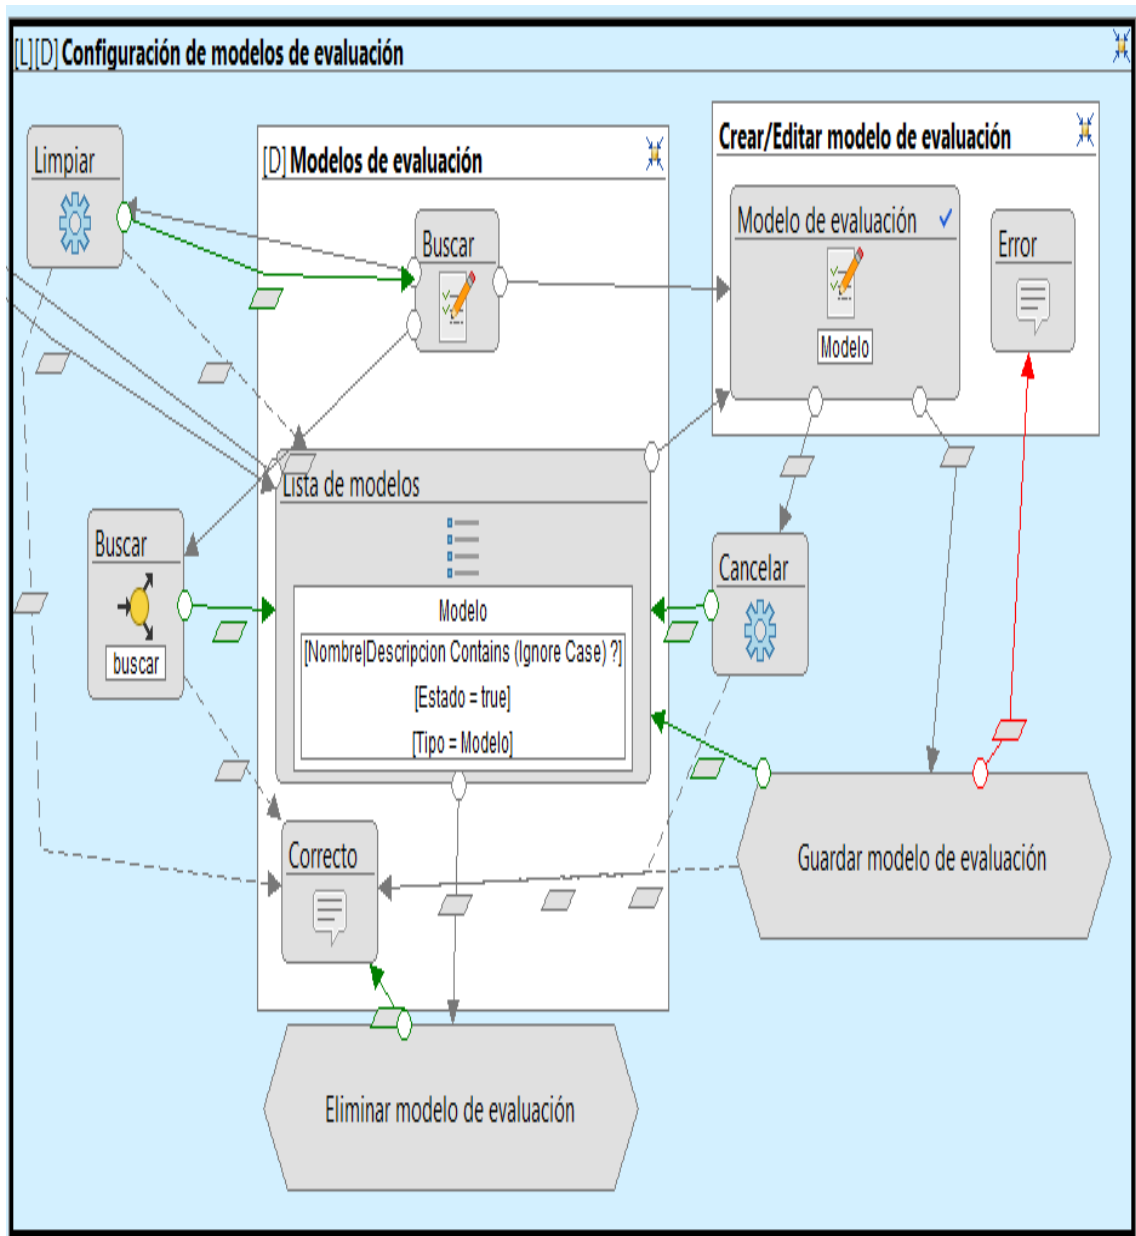 [L][D] Configuración de modelos de evaluación
Limpiar
[D] Modelos de evaluación
Buscar
Crear/Editar modelo de evaluación
Modelo de evaluación
Modelo
Error
Lista de modelos
Modelo
[Nombre|Descripcion Contains (Ignore Case) ?]
[Estado = true]
[Tipo = Modelo]
Buscar
buscar
Cancelar
Correcto
Guardar modelo de evaluación
Eliminar modelo de evaluación